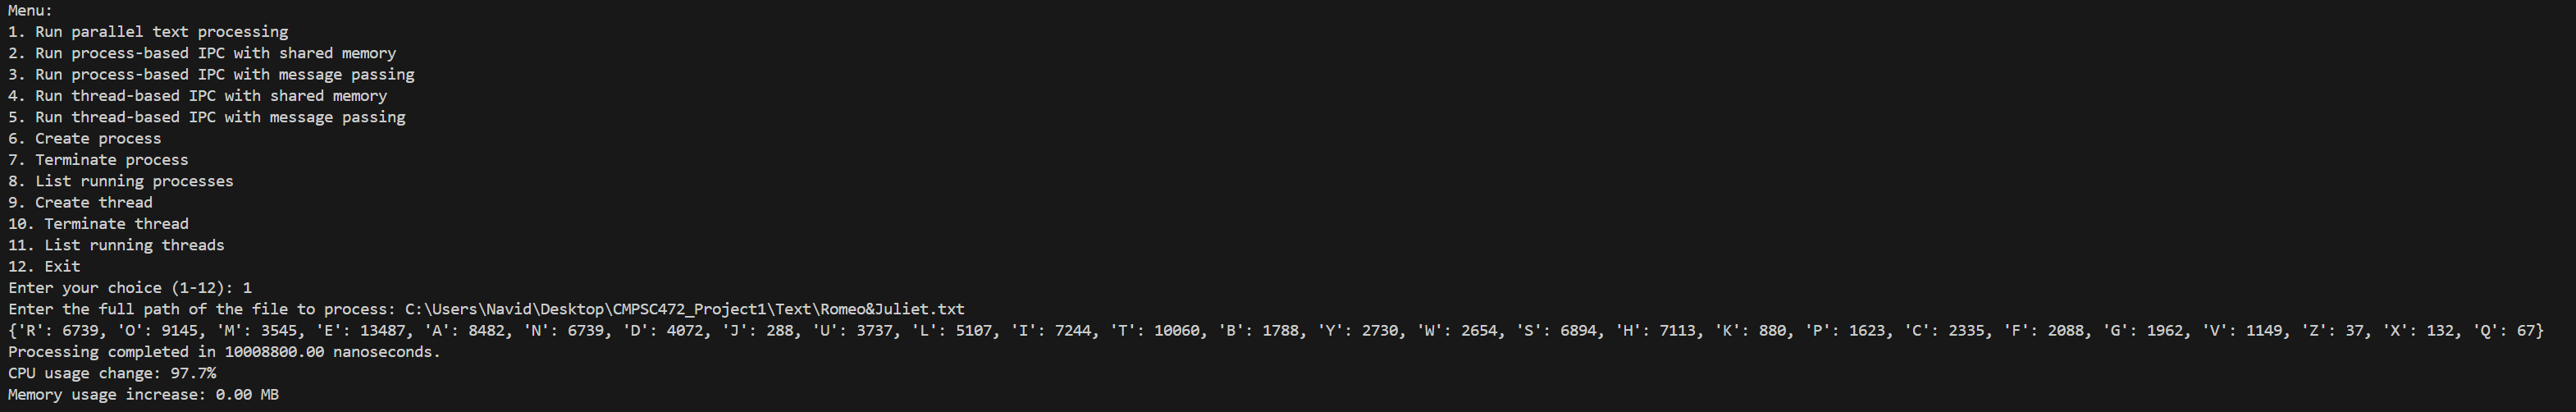 Menu:
1. Run parallel text processing
2. Run process-based IPC with shared memory
3. Run process-based IPC with message passing
4. Run thread-based IPC with shared memory
5. Run thread-based IPC with message passing
6. Create process
7. Terminate process
8. List running processes
9. Create thread
10. Terminate thread
11. List running threads
12. Exit
Enter your choice (1-12): 1
Enter the full path of the file to process: C:\Users\Navid\Desktop\CMPSC472_Project1\Text\Romeo&Juliet.txt
{'R': 6739, 'O': 9145, 'M': 3545, 'E': 13487, 'A': 8482, 'N': 6739, 'D': 4072, 'J': 288, 'U': 3737, 'L': 5107, 'I': 7244, 'T': 10060, 'B': 1788, 'Y': 2730, 'W': 2654, 'S': 6894, 'H': 7113, 'K': 880, 'P': 1623, 'C': 2335, 'F': 2088, 'G': 1962, 'V': 1149, 'Z': 37, 'X': 132, 'Q': 67}
Processing completed in 10008800.00 nanoseconds.
CPU usage change: 97.7%
Memory usage increase: 0.00 MB